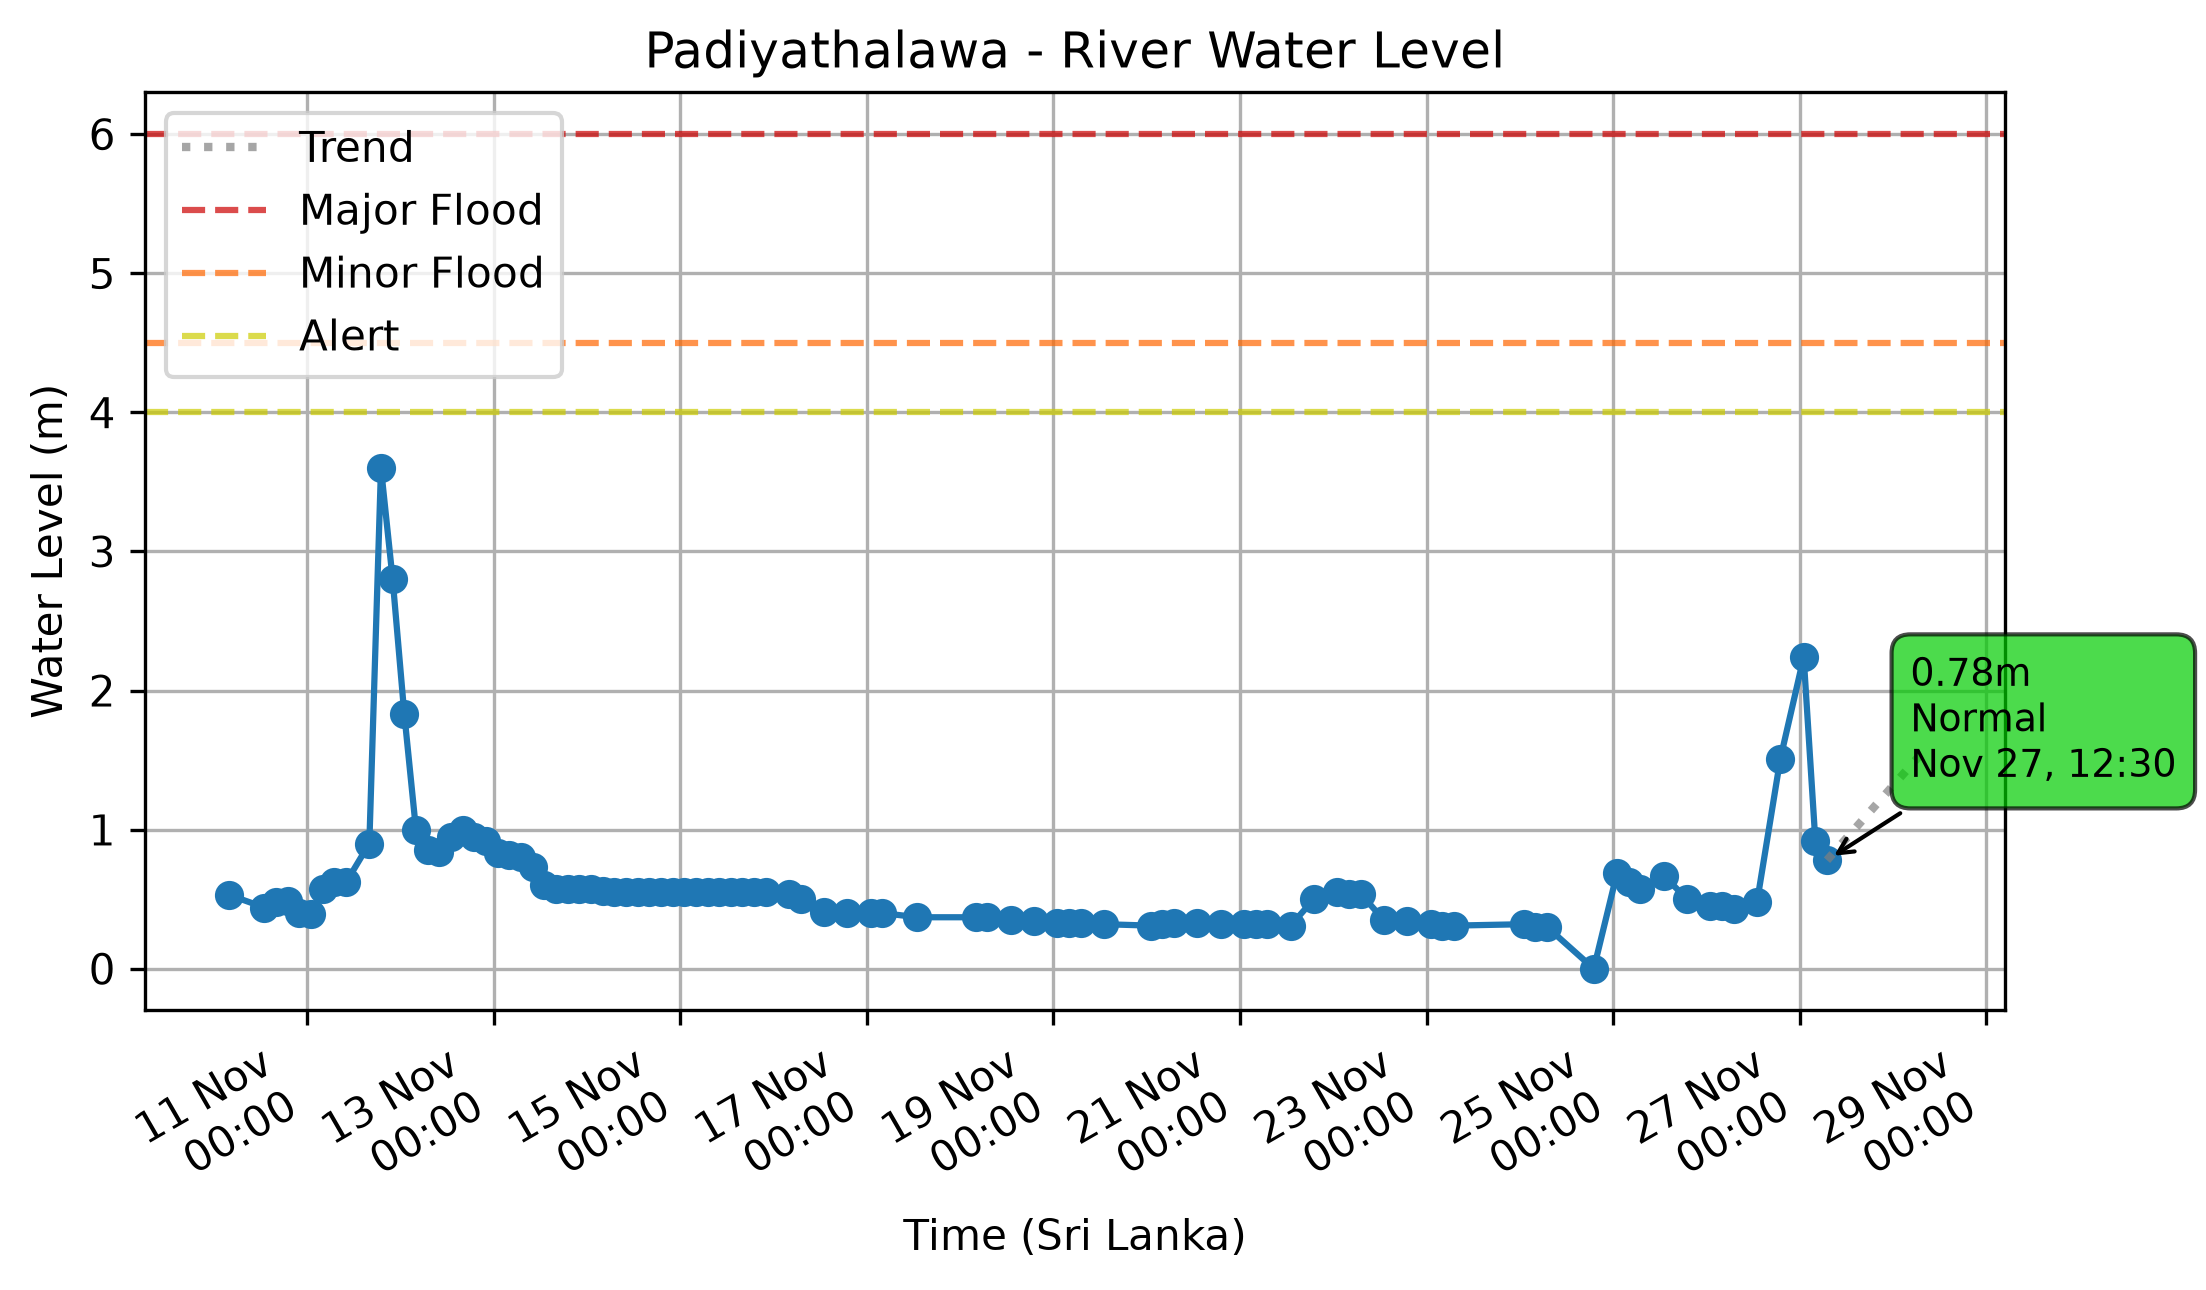 Padiyathalawa - River Water Level
Trend
Major Flood
Minor Flood
Alert
Water Level (m)
6
5
4
3
2
1
0
0.78m
Normal
Nov 27, 12:30
11 Nov
00:00
13 Nov
00:00
15 Nov
00:00
17 Nov
00:00
19 Nov
00:00
21 Nov
00:00
23 Nov
00:00
25 Nov
00:00
27 Nov
00:00
29 Nov
00:00
Time (Sri Lanka)